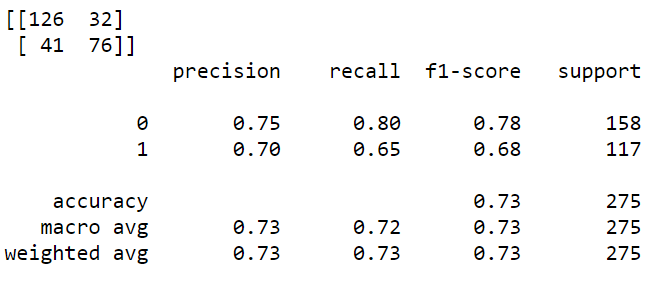 [[126  32]
 [ 41  76]]
              precision    recall  f1-score   support

           0       0.75      0.80      0.78       158
           1       0.70      0.65      0.68       117

    accuracy                           0.73       275
   macro avg       0.73      0.72      0.73       275
weighted avg       0.73      0.73      0.73       275